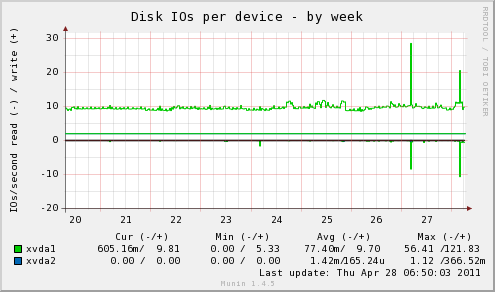 Disk IOs per device - by week
RRDTOOL / TOBI OETIKER
IOs/second read (-) / write (+)
30
20
10
0
-10
-20
20 21 22 23 24 25 26 27
Cur (-/+) Min (-/+) Avg (-/+) Max (-/+)
xvda1 605.16m/ 9.81 0.00 / 5.33 77.40m/ 9.70 56.41 /121.83
xvda2 0.00 / 0.00 0.00 / 0.00 1.42m/165.24u 1.12 /366.52m
Last update: Thu Apr 28 06:50:03 2011
Munin 1.4.5